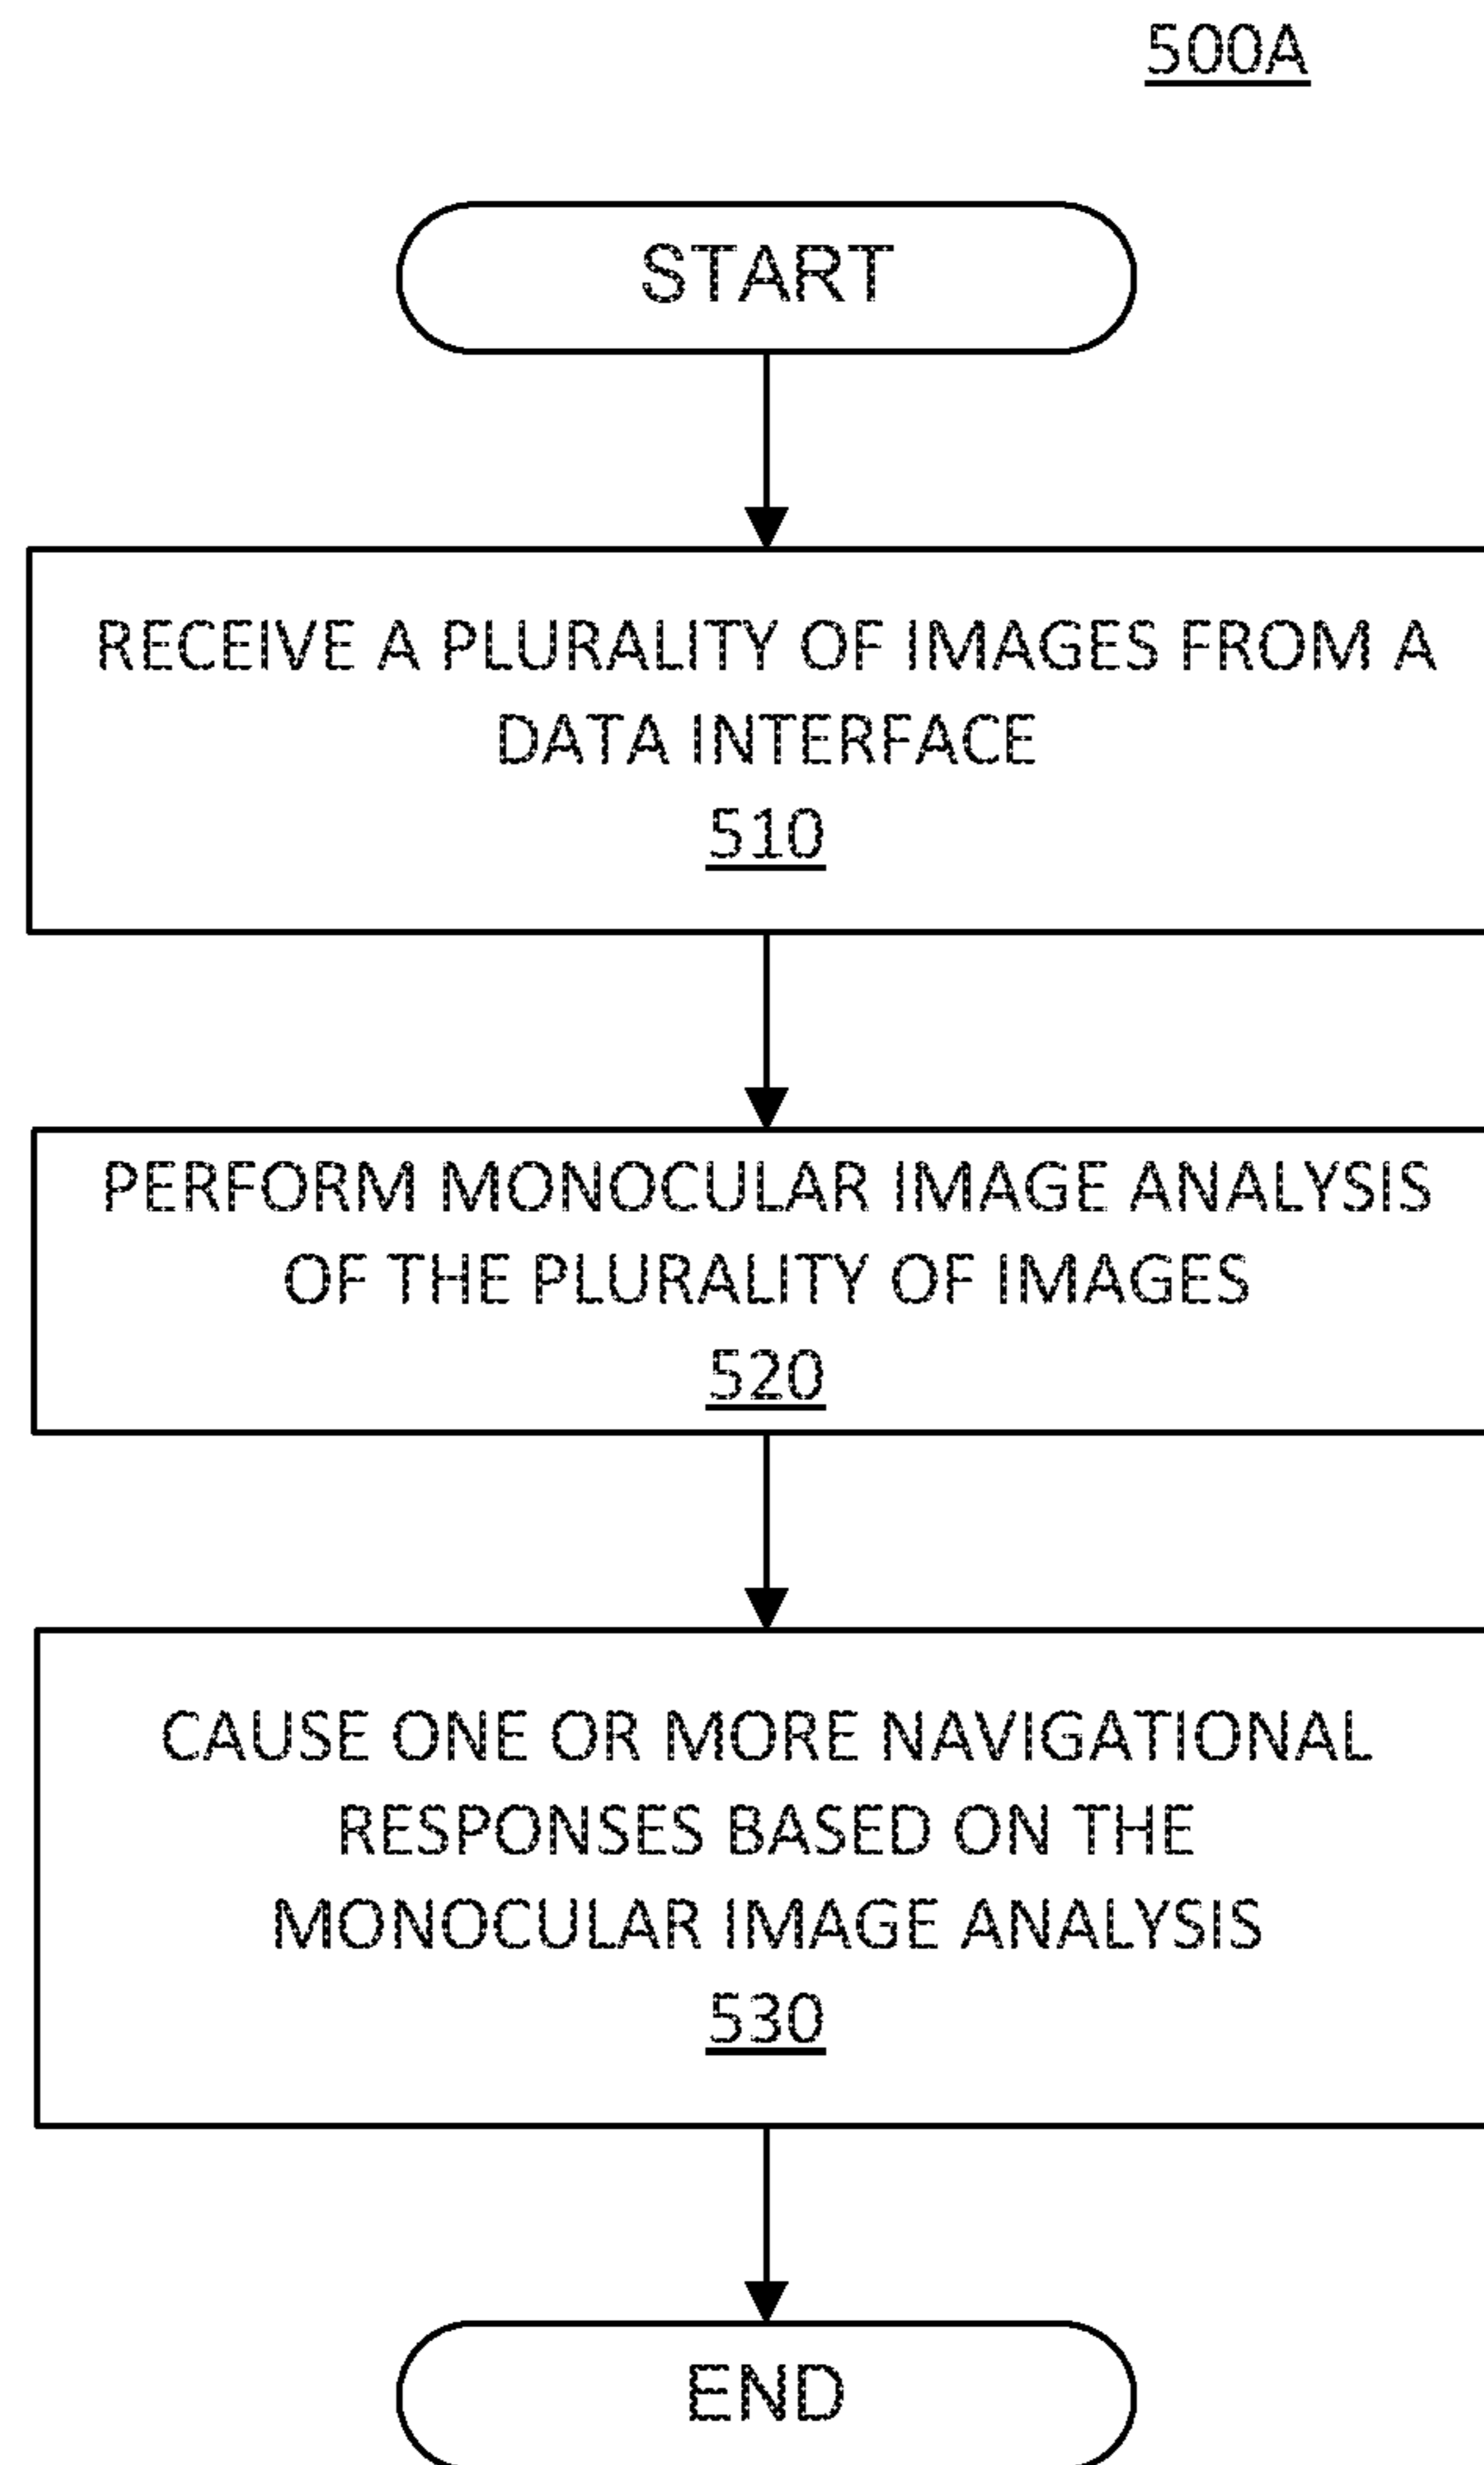 500A
START
RECEIVE A PLURALITY OF IMAGES FROM A
DATA INTERFACE
510
PERFORM MONOCULAR IMAGE ANALYSIS
OF THE PLURALITY OF IMAGES
520
CAUSE ONE OR MORE NAVIGATIONAL
RESPONSES BASED ON THE
MONOCULAR IMAGE ANALYSIS
530
END